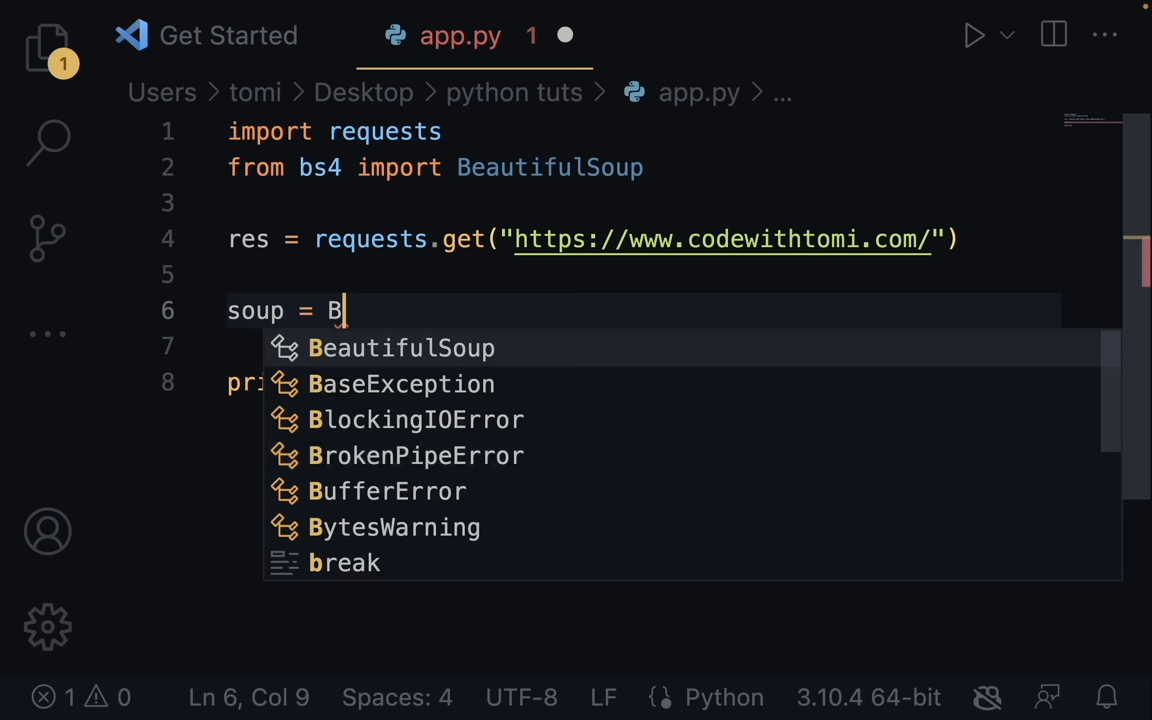 Get Started
app.py 1
1
Users > tomi > Desktop > python tuts > app.py > ...
1 import requests
2 from bs4 import BeautifulSoup
3
4 res = requests.get("https://www.codewithtomi.com/")
5
6 soup = B
7
BeautifulSoup
8 pri
BaseException
BlockingIOError
BrokenPipeError
BufferError
BytesWarning
break
1 0 Ln 6, Col 9 Spaces: 4 UTF-8 LF Python 3.10.4 64-bit